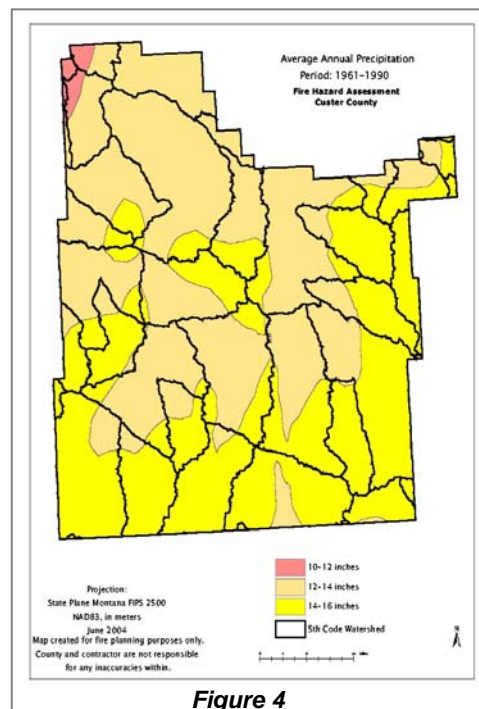 Average Annual Precipitation
Period: 1961-1990
Fire Hazard Assessment
Custer County
10-12 inches
12-14 inches
14-16 inches
5th Code Watershed
Projection:
State Plane Montana FIPS 2500
NAD83, in meters
June 2004
Map created for fire planning purposes only.
County and contractor are not responsible
for any inaccuracies within.
N
Figure 4